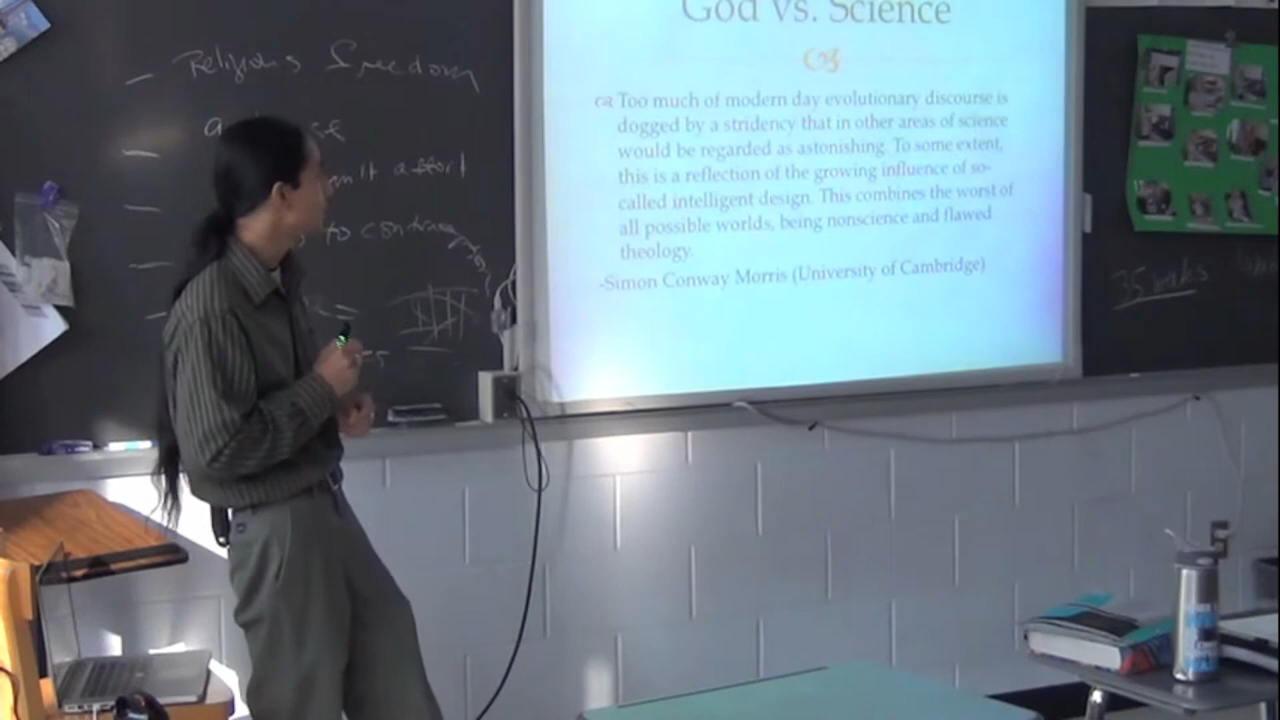 Religious freedom
to
35 weeks
God vs. Science
Too much of modern day evolutionary discourse is
dogged by a stridency that in other areas of science
would be regarded as astonishing. To some extent,
this is a reflection of the growing influence of so-
called intelligent design. This combines the worst of
all possible worlds, being nonscience and flawed
theology.
-Simon Conway Morris (University of Cambridge)